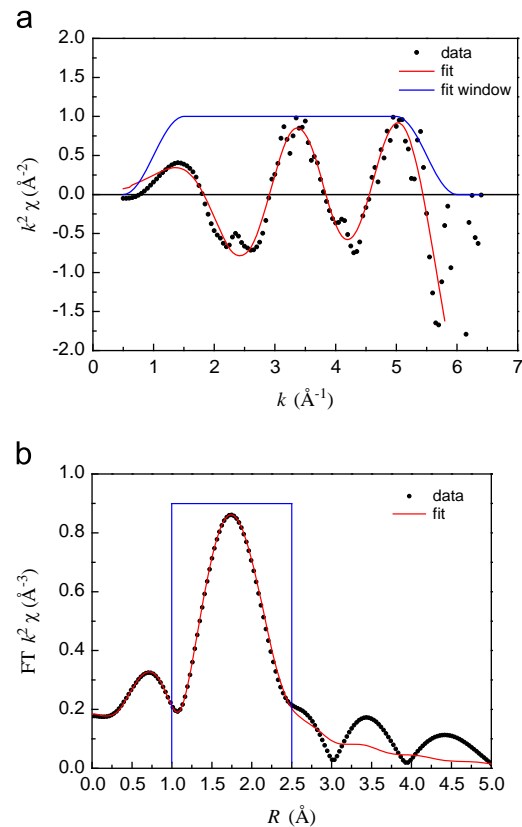 a
2.0
1.5
1.0
0.5
0.0
-0.5
-1.0
-1.5
-2.0
k² χ (Å⁻²)
data
fit
fit window
0 1 2 3 4 5 6 7
k (Å⁻¹)
b
1.0
0.8
0.6
0.4
0.2
0.0
FT k² χ (Å⁻³)
data
fit
0.0 0.5 1.0 1.5 2.0 2.5 3.0 3.5 4.0 4.5 5.0
R (Å)